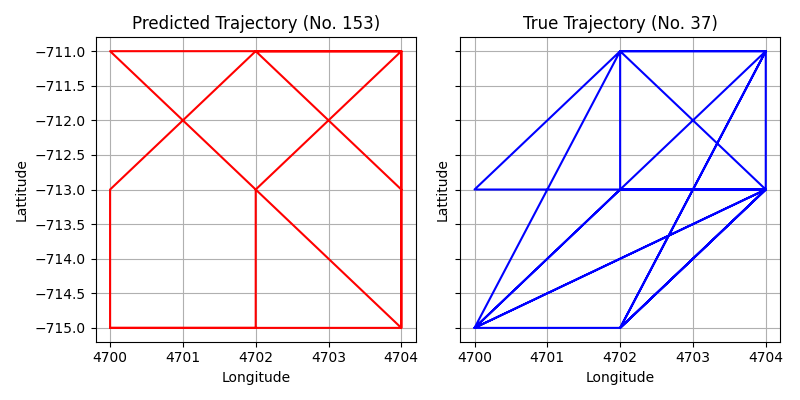 Predicted Trajectory (No. 153)
True Trajectory (No. 37)
Lattitude
−711.0
−711.5
−712.0
−712.5
−713.0
−713.5
−714.0
−714.5
−715.0
4700 4701 4702 4703 4704
Longitude
Lattitude
4700 4701 4702 4703 4704
Longitude